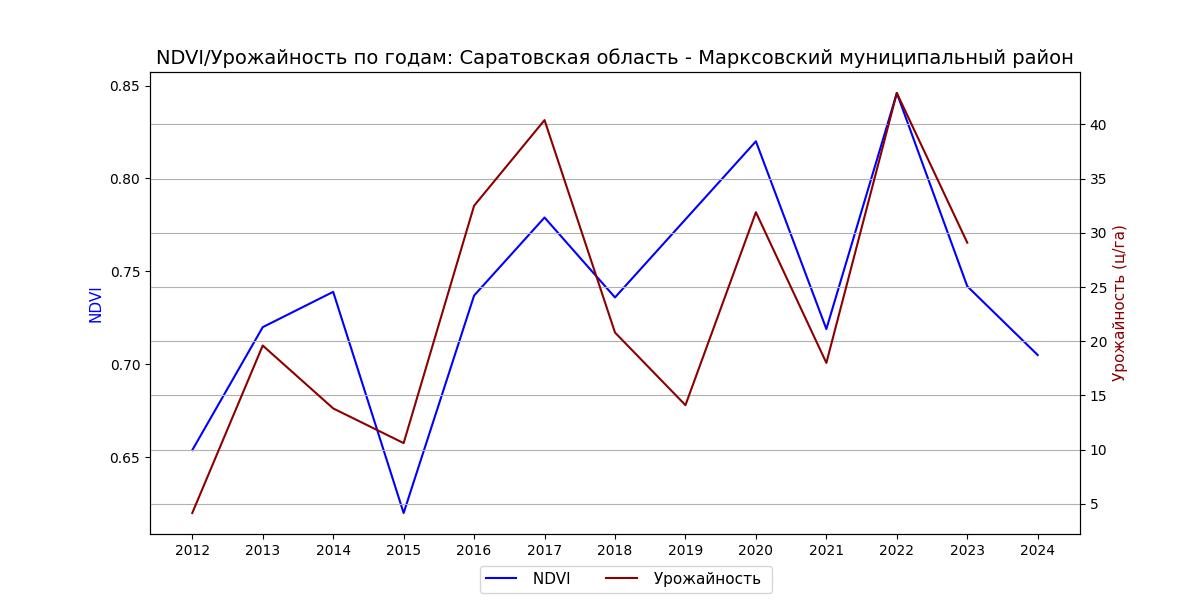 NDVI/Урожайность по годам: Саратовская область - Марксовский муниципальный район
0.85
0.80
0.75
0.70
0.65
NDVI
40
35
30
25
20
15
10
5
Урожайность (ц/га)
2012 2013 2014 2015 2016 2017 2018 2019 2020 2021 2022 2023 2024
NDVI Урожайность